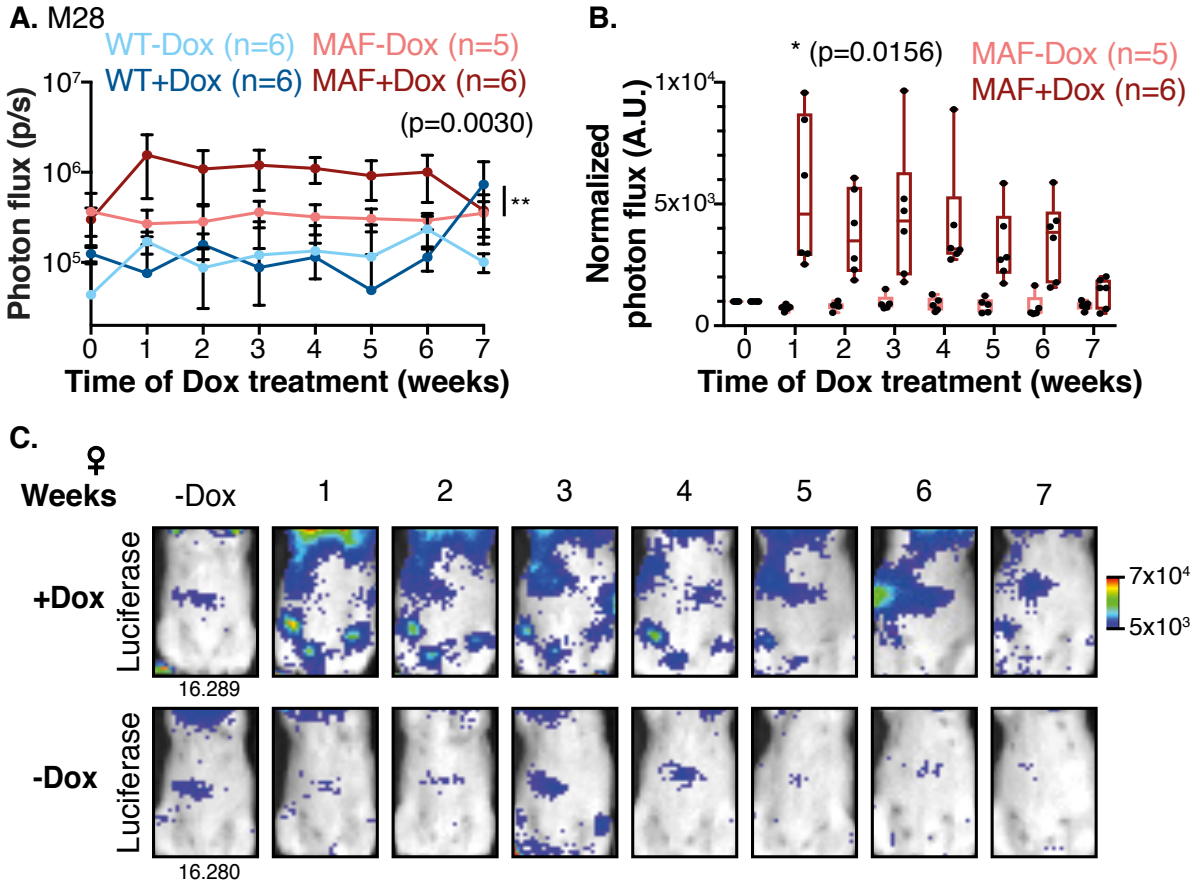 A. M28
WT-Dox (n=6) MAF-Dox (n=5)
WT+Dox (n=6) MAF+Dox (n=6)
(p=0.0030)
**
Photon flux (p/s)
10⁷
10⁶
10⁵
0 1 2 3 4 5 6 7
Time of Dox treatment (weeks)
B.
* (p=0.0156)
MAF-Dox (n=5)
MAF+Dox (n=6)
Normalized
photon flux (A.U.)
1x10⁴
5x10³
0
0 1 2 3 4 5 6 7
Time of Dox treatment (weeks)
C.
♀
Weeks -Dox 1 2 3 4 5 6 7
+Dox
Luciferase
16.289
7x10⁴
5x10³
-Dox
Luciferase
16.280